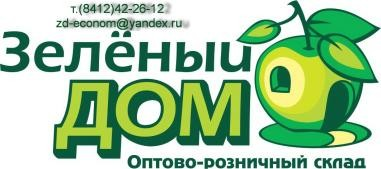 т.(8412)42-26-12
zd-econom@yandex.ru
Зелёный
ДОМ
Оптово-розничный склад